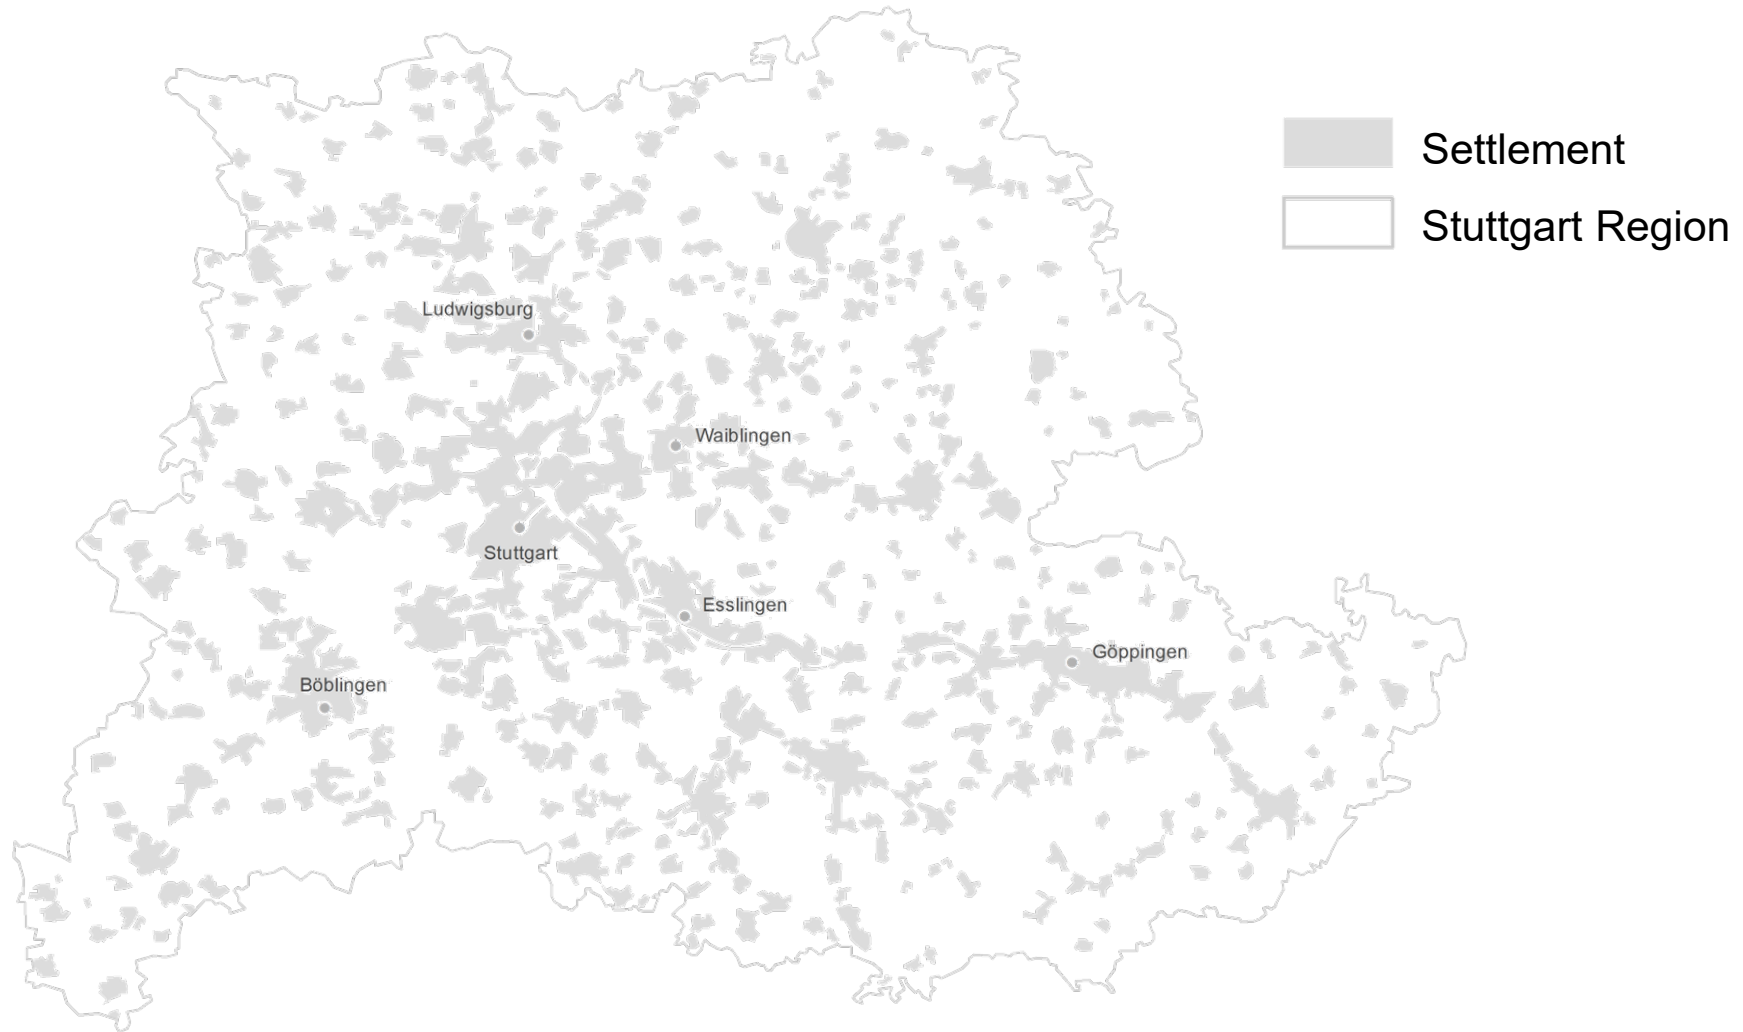 Settlement
Stuttgart Region
Ludwigsburg
Waiblingen
Stuttgart
Esslingen
Göppingen
Böblingen